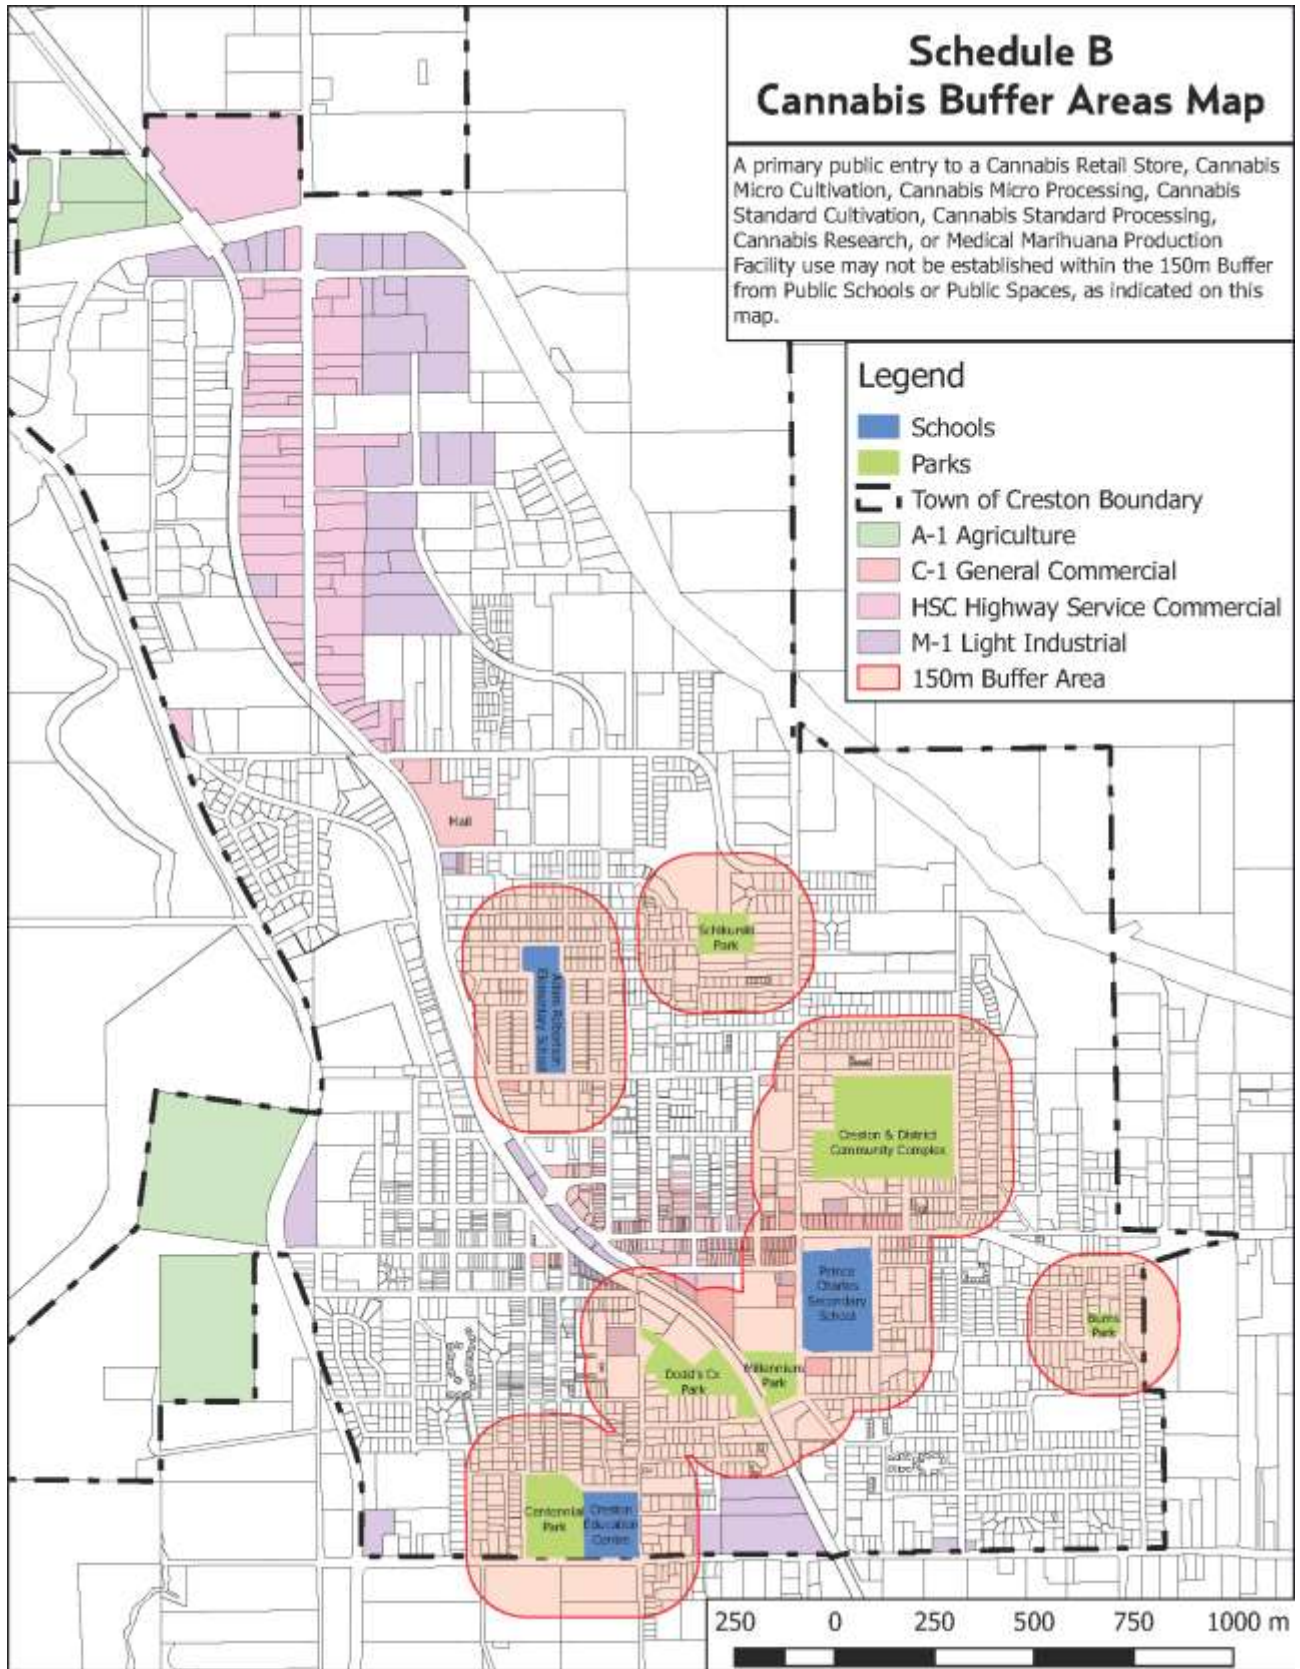 Schedule B
Cannabis Buffer Areas Map
A primary public entry to a Cannabis Retail Store, Cannabis
Micro Cultivation, Cannabis Micro Processing, Cannabis
Standard Cultivation, Cannabis Standard Processing,
Cannabis Research, or Medical Marihuana Production
Facility use may not be established within the 150m Buffer
from Public Schools or Public Spaces, as indicated on this
map.
Legend
Schools
Parks
Town of Creston Boundary
A-1 Agriculture
C-1 General Commercial
HSC Highway Service Commercial
M-1 Light Industrial
150m Buffer Area
Mall
Schikurski
Park
Adam Robertson
Elementary School
Creston & District
Community Complex
Prince
Charles
Secondary
School
Burns
Park
Dodd's Cr.
Park
Millennium
Park
Centennial
Park
Creston
Education
Centre
250 0 250 500 750 1000 m